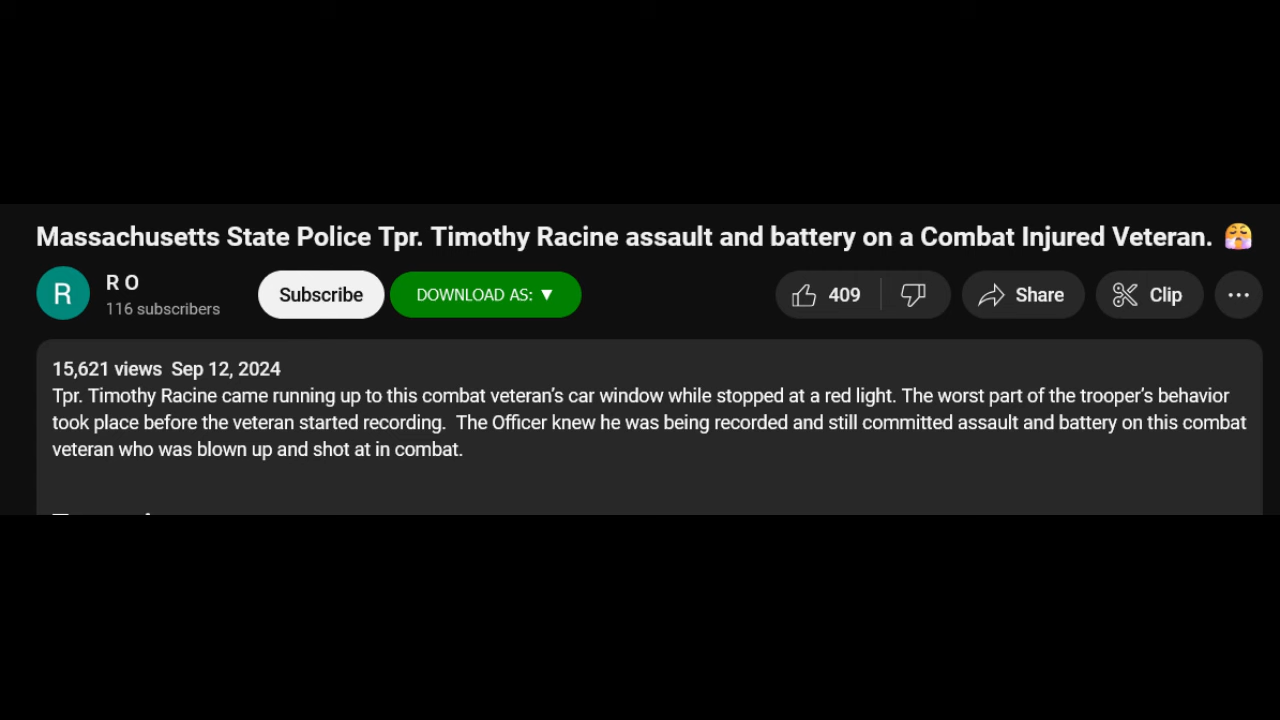 Massachusetts State Police Tpr. Timothy Racine assault and battery on a Combat Injured Veteran. 😤
R
R O
116 subscribers
Subscribe
DOWNLOAD AS: ▼
409
Share
Clip
15,621 views Sep 12, 2024
Tpr. Timothy Racine came running up to this combat veteran’s car window while stopped at a red light. The worst part of the trooper’s behavior
took place before the veteran started recording. The Officer knew he was being recorded and still committed assault and battery on this combat
veteran who was blown up and shot at in combat.